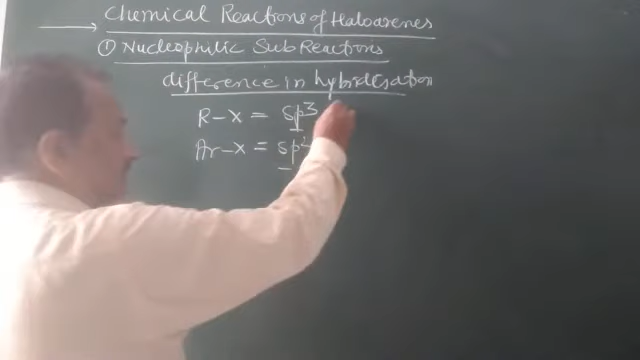 Chemical Reactions of Haloarenes
① Nucleophilic Sub Reactions
difference in hybridisation
R-X = sp³
Ar-X = sp²